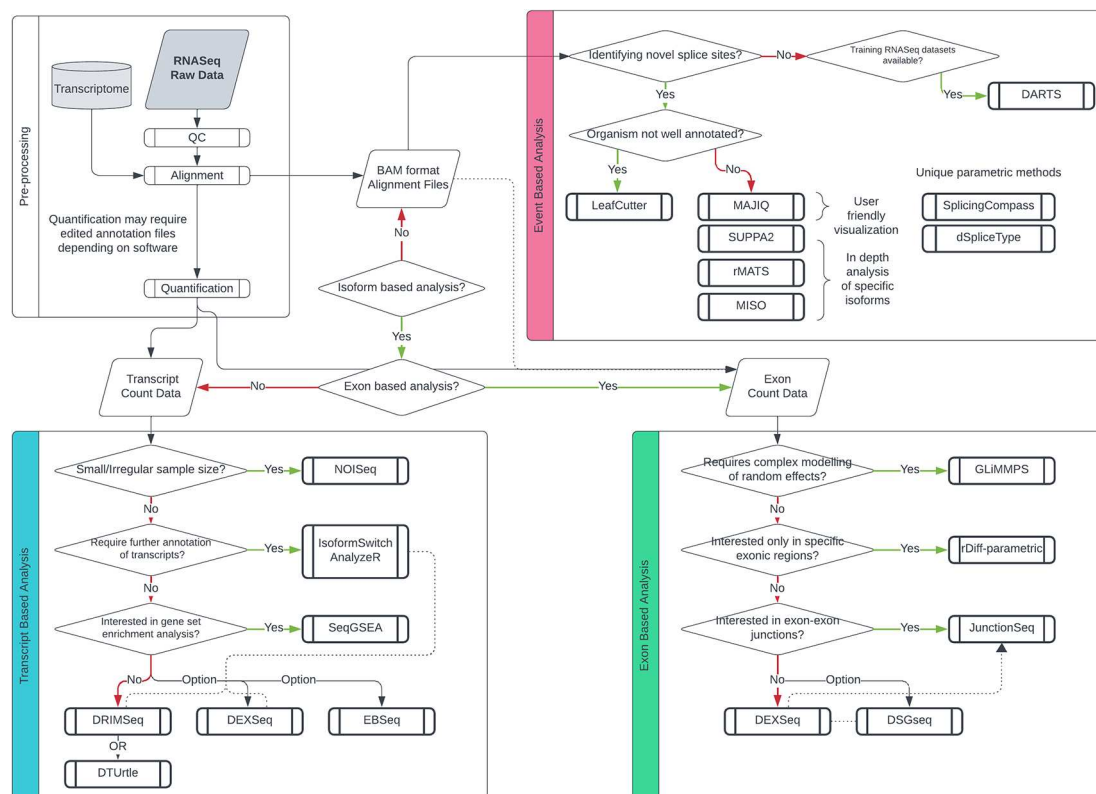 Pre-processing
RNASeq
Raw Data
Transcriptome
QC
Alignment
Quantification may require
edited annotation files
depending on software
Quantification
BAM format
Alignment Files
No
Isoform based analysis?
Yes
Exon based analysis?
No
Yes
Transcript
Count Data
Exon
Count Data
Event Based Analysis
Identifying novel splice sites?
No
Training RNASeq datasets
available?
Yes
DARTS
Yes
Organism not well annotated?
Yes
No
LeafCutter
MAJIQ
SUPPA2
rMATS
MISO
User
friendly
visualization
In depth
analysis
of specific
isoforms
Unique parametric methods
SplicingCompass
dSpliceType
Transcript Based Analysis
Small/Irregular sample size?
Yes
NOISeq
No
Require further annotation
of transcripts?
Yes
IsoformSwitch
AnalyzeR
No
Interested in gene set
enrichment analysis?
Yes
SeqGSEA
No
Option
Option
DRIMSeq
DEXSeq
EBSeq
OR
DTUrtle
Exon Based Analysis
Requires complex modelling
of random effects?
Yes
GLiMMPS
No
Interested only in specific
exonic regions?
Yes
rDiff-parametric
No
Interested in exon-exon
junctions?
Yes
JunctionSeq
No
Option
DEXSeq
DSGseq